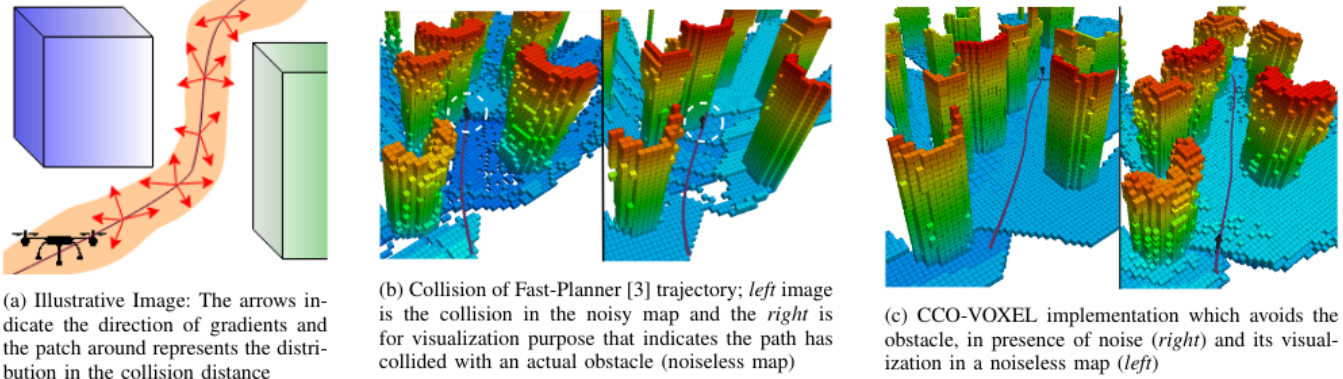 (a) Illustrative Image: The arrows in-
dicate the direction of gradients and
the patch around represents the distri-
bution in the collision distance
(b) Collision of Fast-Planner [3] trajectory; left image
is the collision in the noisy map and the right is
for visualization purpose that indicates the path has
collided with an actual obstacle (noiseless map)
(c) CCO-VOXEL implementation which avoids the
obstacle, in presence of noise (right) and its visual-
ization in a noiseless map (left)